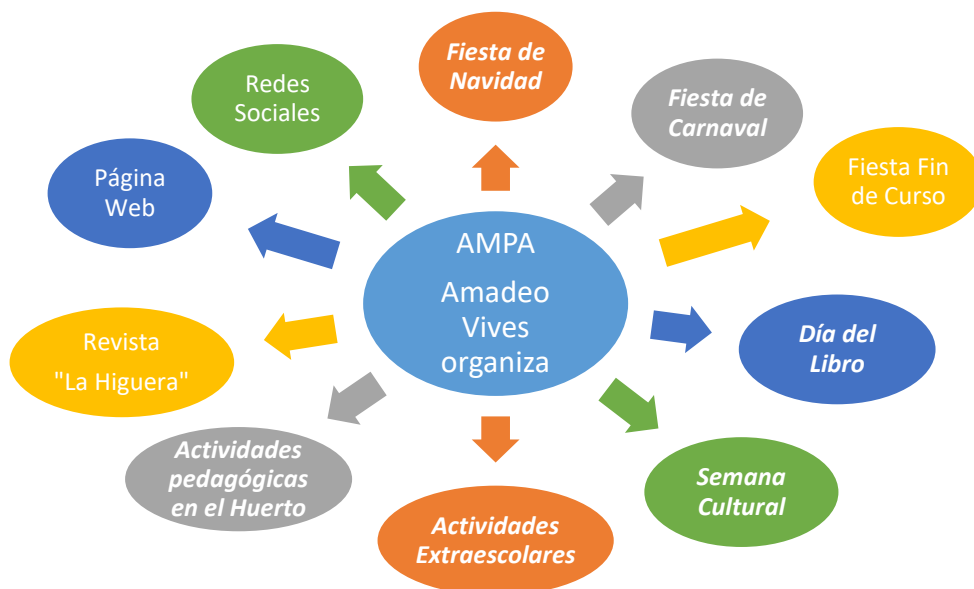 Fiesta de
Navidad
Fiesta de
Carnaval
Fiesta Fin
de Curso
Día del
Libro
Semana
Cultural
Actividades
Extraescolares
Actividades
pedagógicas
en el Huerto
Revista
"La Higuera"
Página
Web
Redes
Sociales
AMPA
Amadeo
Vives
organiza